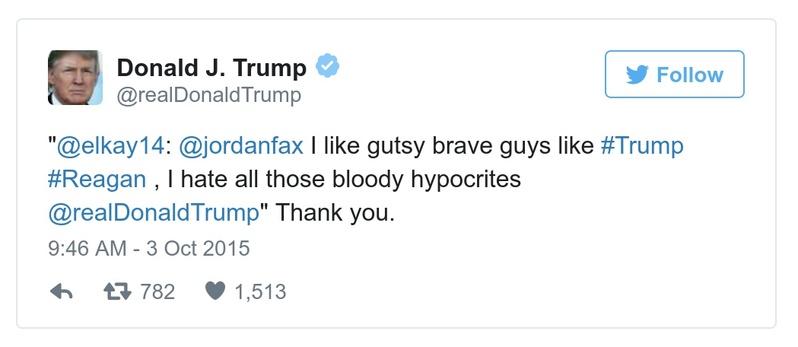 Donald J. Trump
@realDonaldTrump
Follow
"@elkay14: @jordanfax I like gutsy brave guys like #Trump
#Reagan , I hate all those bloody hypocrites
@realDonaldTrump" Thank you.
9:46 AM - 3 Oct 2015
782 1,513